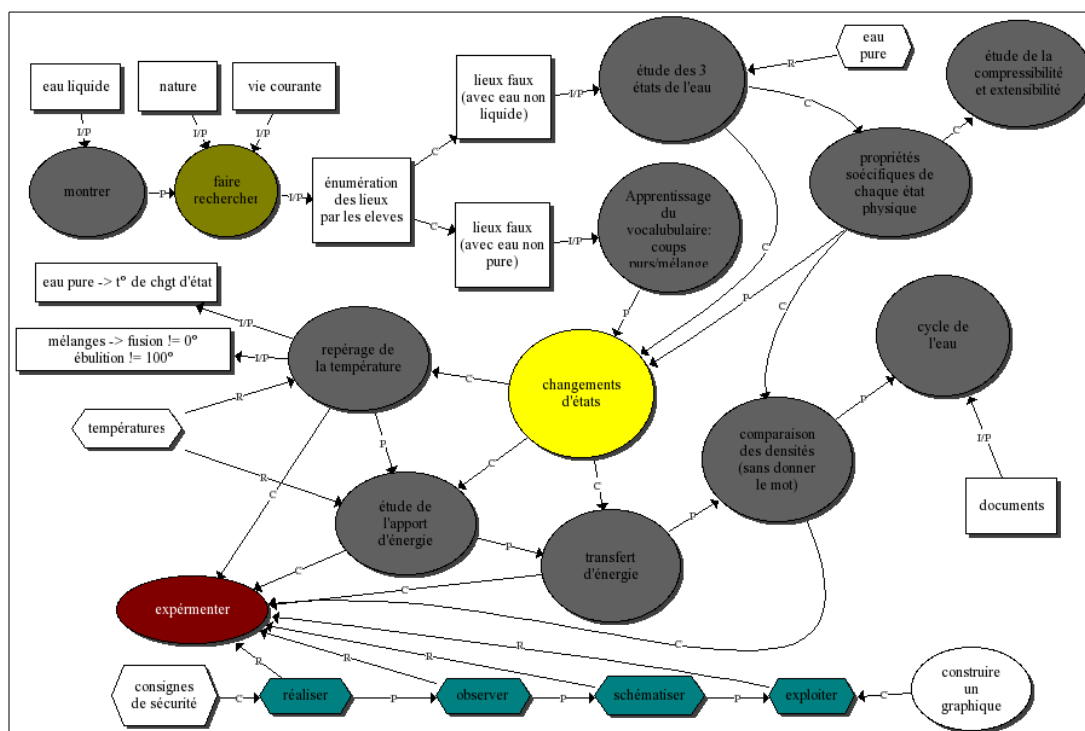 eau liquide
nature
vie courante
lieux faux
(avec eau non
liquide)
étude des 3
états de l'eau
eau
pure
étude de la
compressibilité
et extensibilité
I/P
I/P
I/P
I/P
R
C
C
C
montrer
P
faire
rechercher
I/P
énumération
des lieux
par les eleves
C
lieux faux
(avec eau non
pure)
I/P
Apprentissage
du
vocalubulaire:
coups
purs/mélange
propriétés
soécifiques de
chaque état
physique
C
P
P
C
eau pure -> t° de chgt d'état
I/P
mélanges -> fusion != 0°
ébulition != 100°
I/P
repérage de
la température
C
changements
d'états
cycle de
l'eau
R
températures
R
P
C
C
C
comparaison
des densités
(sans donner
le mot)
P
I/P
documents
étude de
l'apport
d'énergie
P
transfert
d'énergie
P
C
C
C
expérmenter
R
R
R
R
consignes
de sécurité
C
réaliser
P
observer
P
schématiser
P
exploiter
C
construire
un
graphique